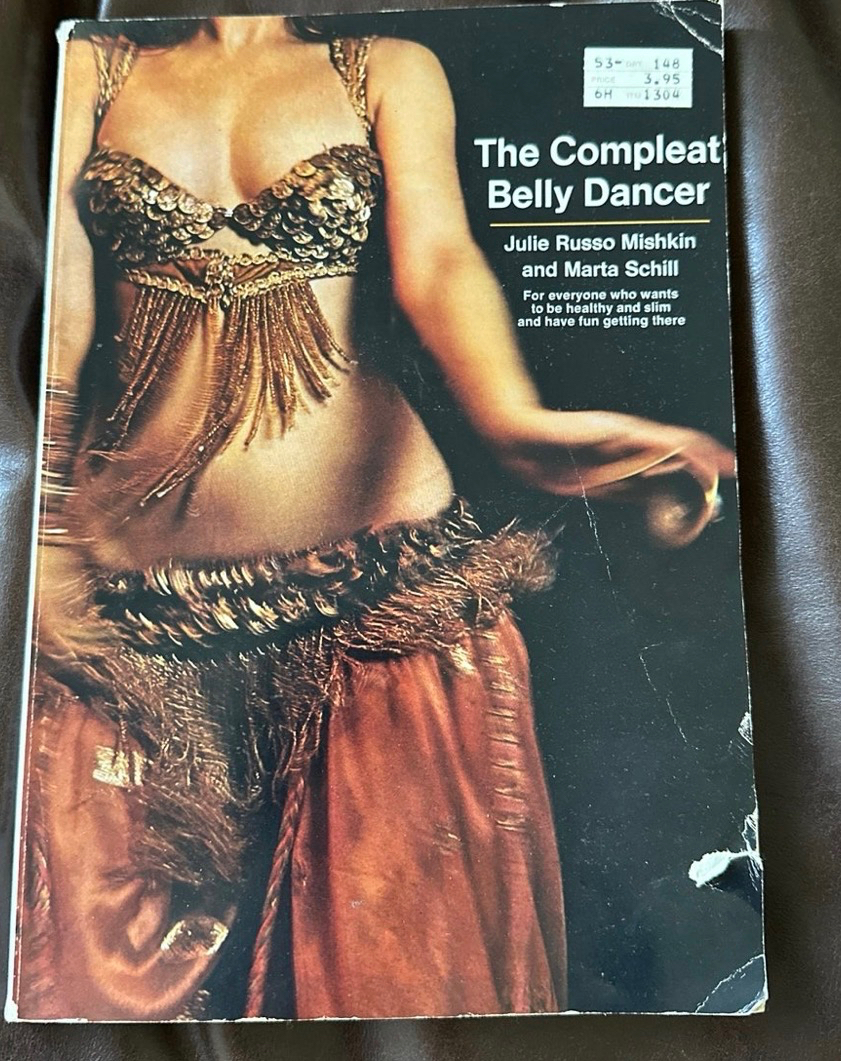 53- DPT. 148
PRICE 3.95
6H 1304
The Compleat
Belly Dancer
Julie Russo Mishkin
and Marta Schill
For everyone who wants
to be healthy and slim
and have fun getting there